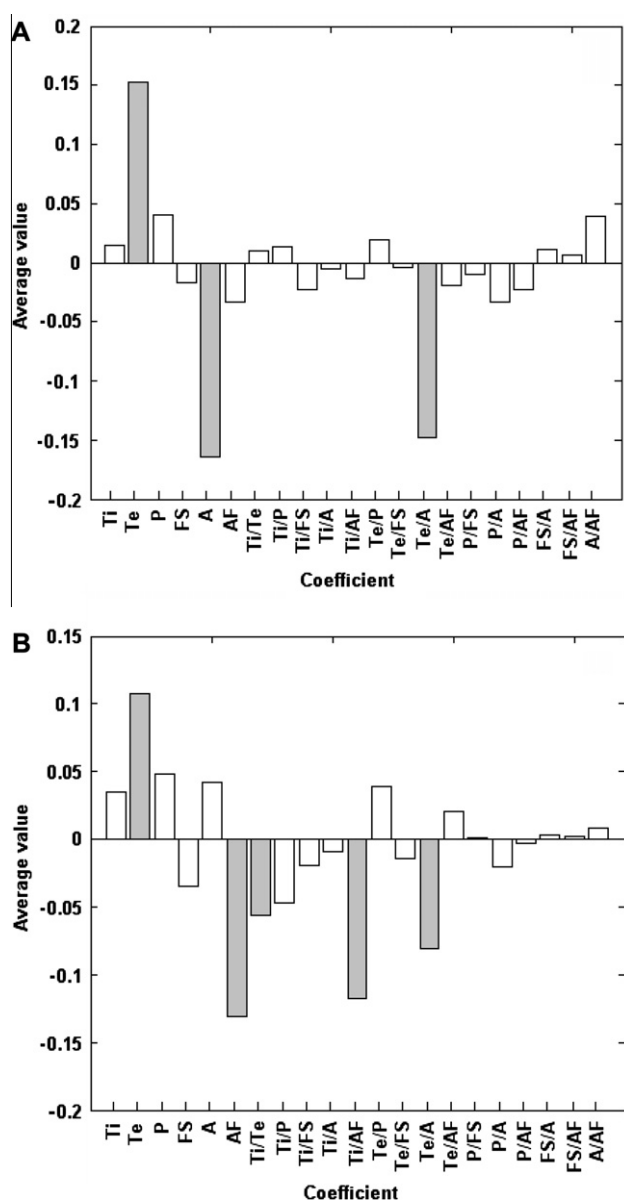 A
0.2
0.15
0.1
0.05
0
-0.05
-0.1
-0.15
-0.2
Average value
Ti
Te
P
FS
A
AF
Ti/Te
Ti/P
Ti/FS
Ti/A
Ti/AF
Te/P
Te/FS
Te/A
Te/AF
P/FS
P/A
P/AF
FS/A
FS/AF
A/AF
Coefficient
B
0.15
0.1
0.05
0
-0.05
-0.1
-0.15
-0.2
Average value
Ti
Te
P
FS
A
AF
Ti/Te
Ti/P
Ti/FS
Ti/A
Ti/AF
Te/P
Te/FS
Te/A
Te/AF
P/FS
P/A
P/AF
FS/A
FS/AF
A/AF
Coefficient